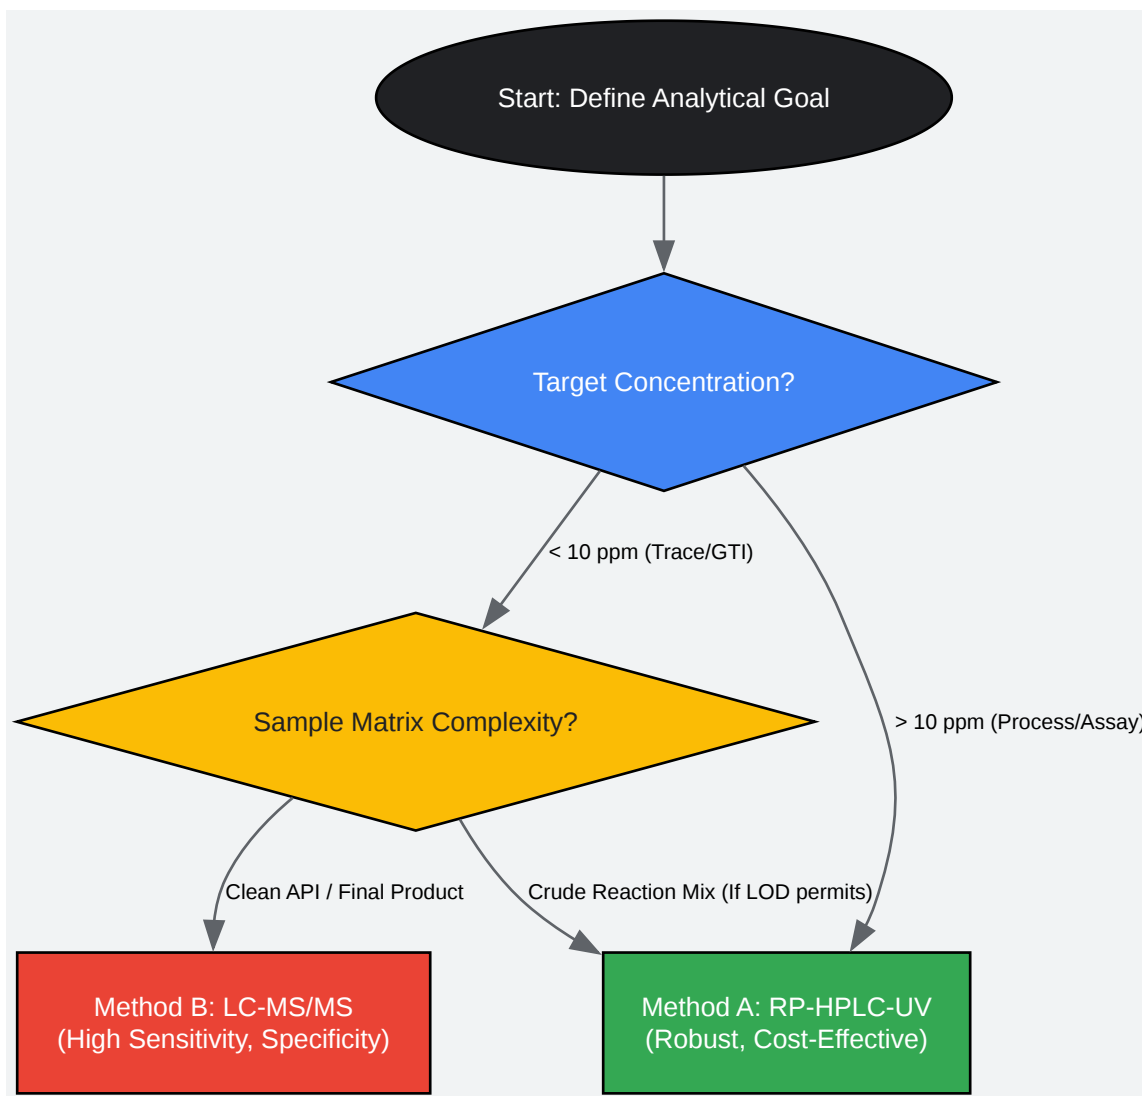 Start: Define Analytical Goal
Target Concentration?
< 10 ppm (Trace/GTI)
Sample Matrix Complexity?
> 10 ppm (Process/Assay)
Clean API / Final Product
Crude Reaction Mix (If LOD permits)
Method B: LC-MS/MS
(High Sensitivity, Specificity)
Method A: RP-HPLC-UV
(Robust, Cost-Effective)